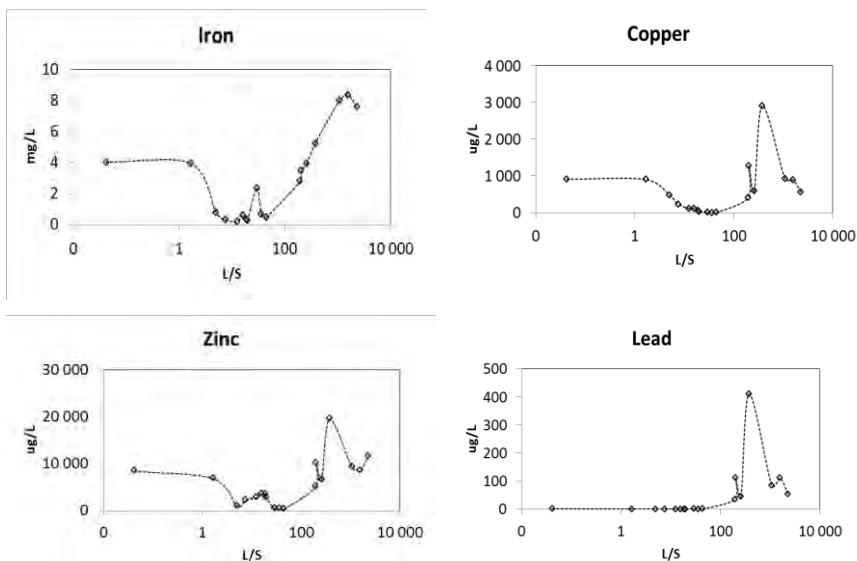 Iron
10
8
6
4
2
0
mg/L
0 1 100 10 000
L/S
Copper
4 000
3 000
2 000
1 000
0
ug/L
0 1 100 10 000
L/S
Zinc
30 000
20 000
10 000
0
ug/L
0 1 100 10 000
L/S
Lead
500
400
300
200
100
0
ug/L
0 1 100 10 000
L/S